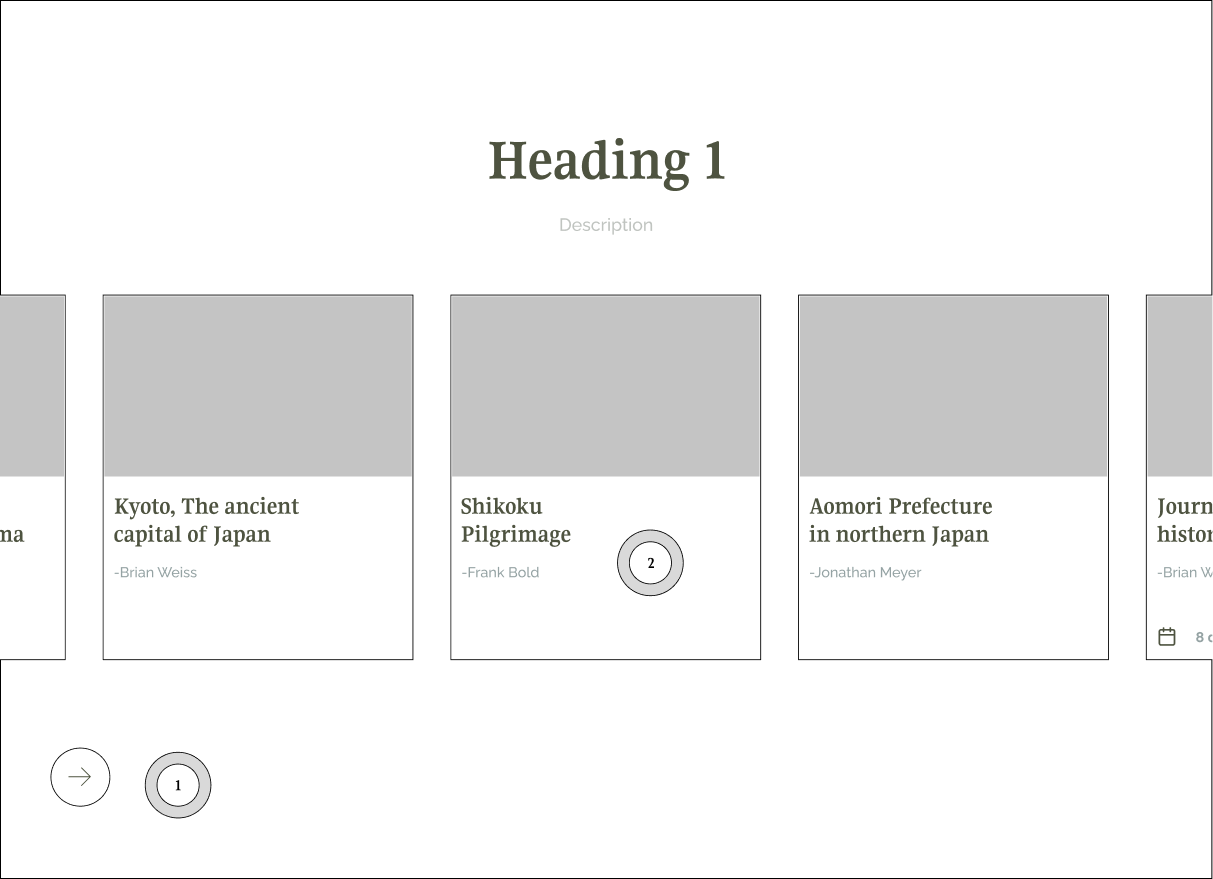 Heading 1
Description
ma
Kyoto, The ancient
capital of Japan
-Brian Weiss
Shikoku
Pilgrimage
-Frank Bold
2
Aomori Prefecture
in northern Japan
-Jonathan Meyer
Journ
histor
-Brian W
8 d
1